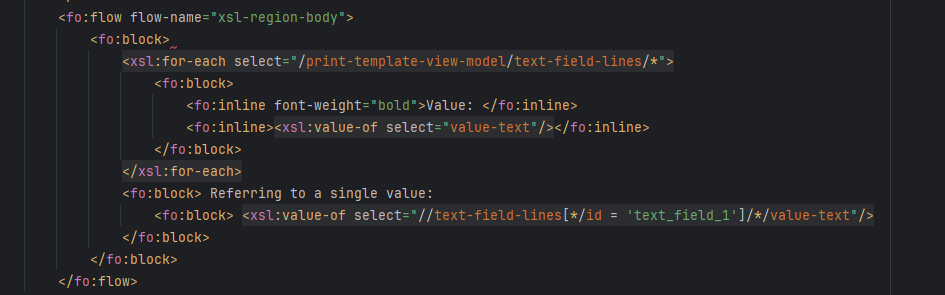 <fo:flow flow-name="xsl-region-body">
<fo:block>
<xsl:for-each select="/print-template-view-model/text-field-lines/*">
<fo:block>
<fo:inline font-weight="bold">Value: </fo:inline>
<fo:inline><xsl:value-of select="value-text"/></fo:inline>
</fo:block>
</xsl:for-each>
<fo:block> Referring to a single value:
<fo:block> <xsl:value-of select="//text-field-lines[*/id = 'text_field_1']/*/value-text"/>
</fo:block>
</fo:block>
</fo:flow>